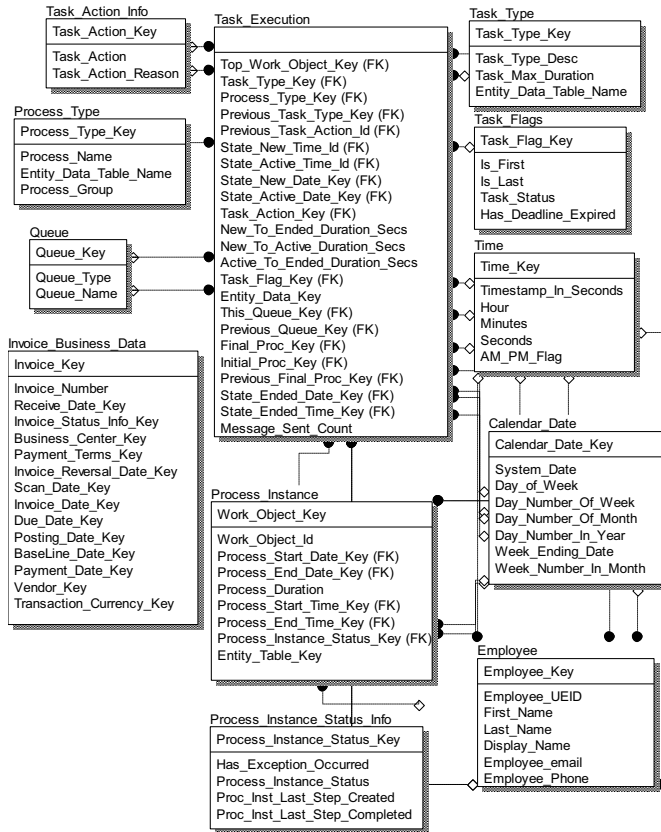 Task_Action_Info
Task_Action_Key
Task_Action
Task_Action_Reason
Process_Type
Process_Type_Key
Process_Name
Entity_Data_Table_Name
Process_Group
Queue
Queue_Key
Queue_Type
Queue_Name
Invoice_Business_Data
Invoice_Key
Invoice_Number
Receive_Date_Key
Invoice_Status_Info_Key
Business_Center_Key
Payment_Terms_Key
Invoice_Reversal_Date_Key
Scan_Date_Key
Invoice_Date_Key
Due_Date_Key
Posting_Date_Key
BaseLine_Date_Key
Payment_Date_Key
Vendor_Key
Transaction_Currency_Key
Task_Execution
Top_Work_Object_Key (FK)
Task_Type_Key (FK)
Process_Type_Key (FK)
Previous_Task_Type_Key (FK)
Previous_Task_Action_Id (FK)
State_New_Time_Id (FK)
State_Active_Time_Id (FK)
State_New_Date_Key (FK)
State_Active_Date_Key (FK)
Task_Action_Key (FK)
New_To_Ended_Duration_Secs
New_To_Active_Duration_Secs
Active_To_Ended_Duration_Secs
Task_Flag_Key (FK)
Entity_Data_Key
This_Queue_Key (FK)
Previous_Queue_Key (FK)
Final_Proc_Key (FK)
Initial_Proc_Key (FK)
Previous_Final_Proc_Key (FK)
State_Ended_Date_Key (FK)
State_Ended_Time_Key (FK)
Message_Sent_Count
Process_Instance
Work_Object_Key
Work_Object_Id
Process_Start_Date_Key (FK)
Process_End_Date_Key (FK)
Process_Duration
Process_Start_Time_Key (FK)
Process_End_Time_Key (FK)
Process_Instance_Status_Key (FK)
Entity_Table_Key
Process_Instance_Status_Info
Process_Instance_Status_Key
Has_Exception_Occurred
Process_Instance_Status
Proc_Inst_Last_Step_Created
Proc_Inst_Last_Step_Completed
Task_Type
Task_Type_Key
Task_Type_Desc
Task_Max_Duration
Entity_Data_Table_Name
Task_Flags
Task_Flag_Key
Is_First
Is_Last
Task_Status
Has_Deadline_Expired
Time
Time_Key
Timestamp_In_Seconds
Hour
Minutes
Seconds
AM_PM_Flag
Calendar_Date
Calendar_Date_Key
System_Date
Day_of_Week
Day_Number_Of_Week
Day_Number_Of_Month
Day_Number_In_Year
Week_Ending_Date
Week_Number_In_Month
Employee
Employee_Key
Employee_UEID
First_Name
Last_Name
Display_Name
Employee_email
Employee_Phone